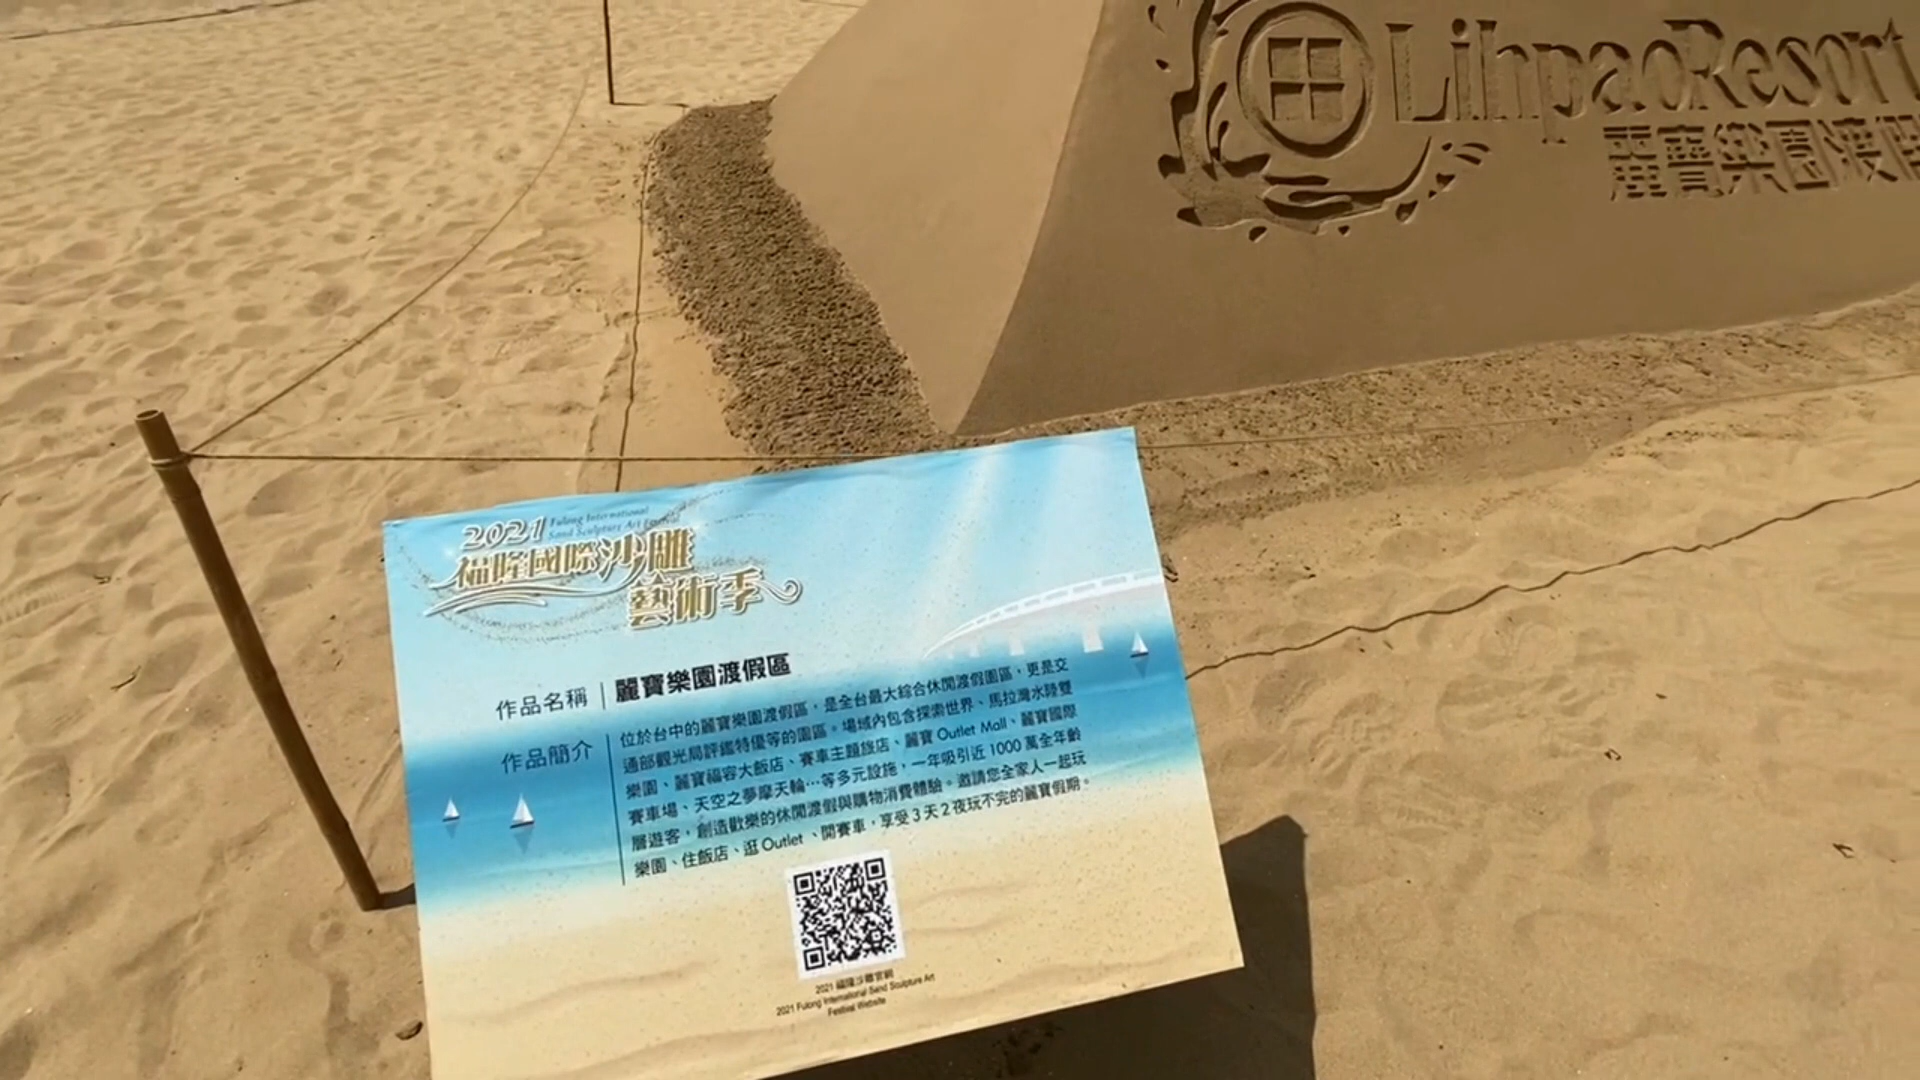 LihpaoResort
麗寶樂園渡假
2021 Fulong International
Sand Sculpture Art Festival
福隆國際沙雕
藝術季
作品名稱 麗寶樂園渡假區
作品簡介
位於台中的麗寶樂園渡假區，是全台最大綜合休閒渡假園區，更是交
通部觀光局評鑑特優等的園區。場域內包含探索世界、馬拉灣水陸雙
樂園、麗寶福容大飯店、賽車主題旅店、麗寶 Outlet Mall、麗寶國際
賽車場、天空之夢摩天輪…等多元設施，一年吸引近 1000 萬全年齡
層遊客，創造歡樂的休閒渡假與購物消費體驗。邀請您全家人一起玩
樂園、住飯店、逛 Outlet、開賽車，享受 3 天 2 夜玩不完的麗寶假期。
2021 福隆沙雕官網
2021 Fulong International Sand Sculpture Art
Festival Website